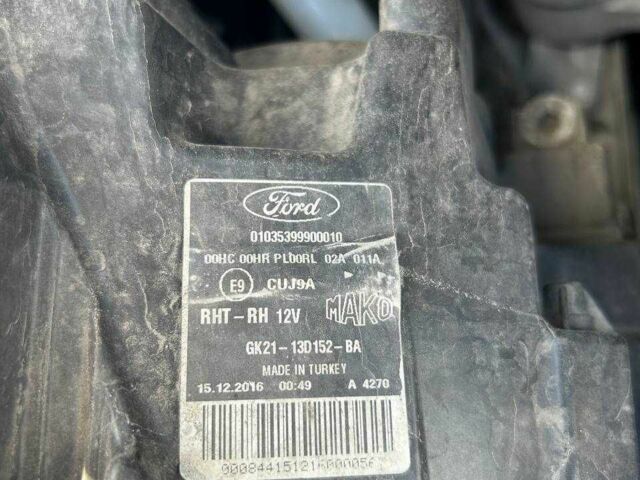 Ford
01035399900010
00HC 00HR PL00RL 02A 011A
E9 CUJ9A
RHT-RH 12V MAKO
GK21-13D152-BA
MADE IN TURKEY
15.12.2016 00:49 A 4270